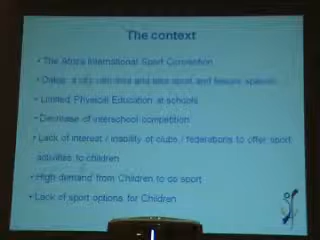 The context
• The Africa International Sport Convention
• Dakar: a city with less and less sport and leisure spaces
• Limited Physical Education at schools
• Decrease of interschool competition
• Lack of interest / inability of clubs / federations to offer sport
activities to children
• High demand from Children to do sport
• Lack of sport options for Children